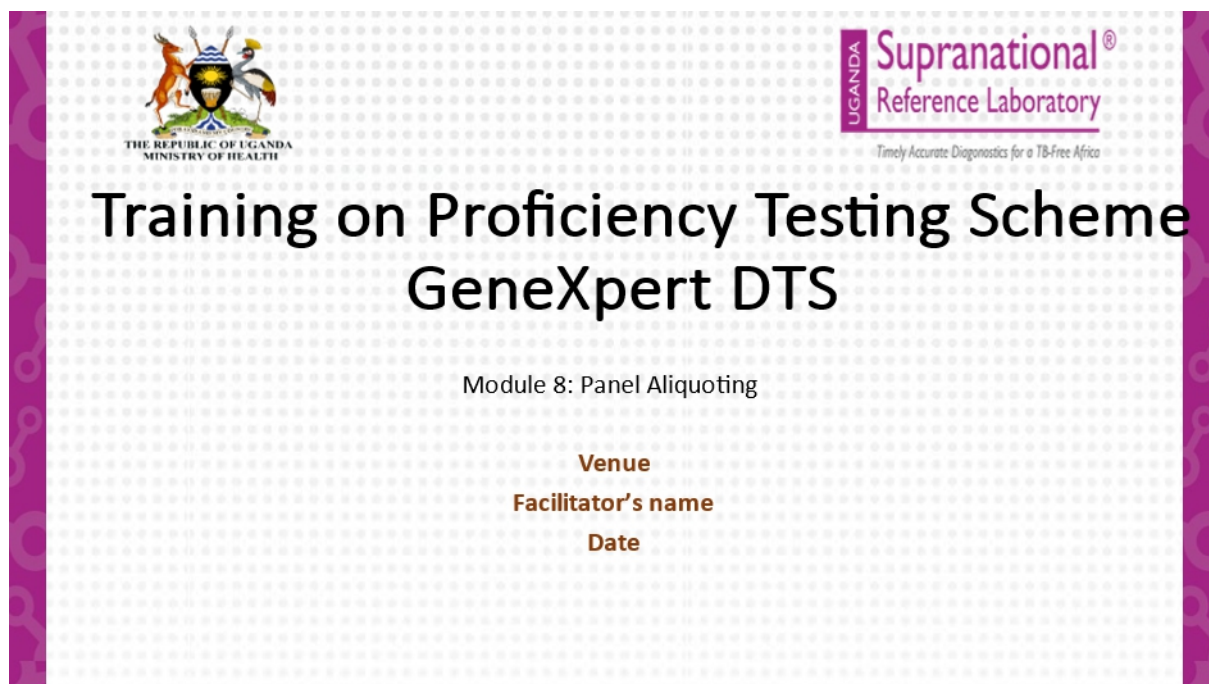 THE REPUBLIC OF UGANDA
MINISTRY OF HEALTH
UGANDA
Supranational®
Reference Laboratory
Timely Accurate Diagonostics for a TB-Free Africa
Training on Proficiency Testing Scheme
GeneXpert DTS
Module 8: Panel Aliquoting
Venue
Facilitator's name
Date